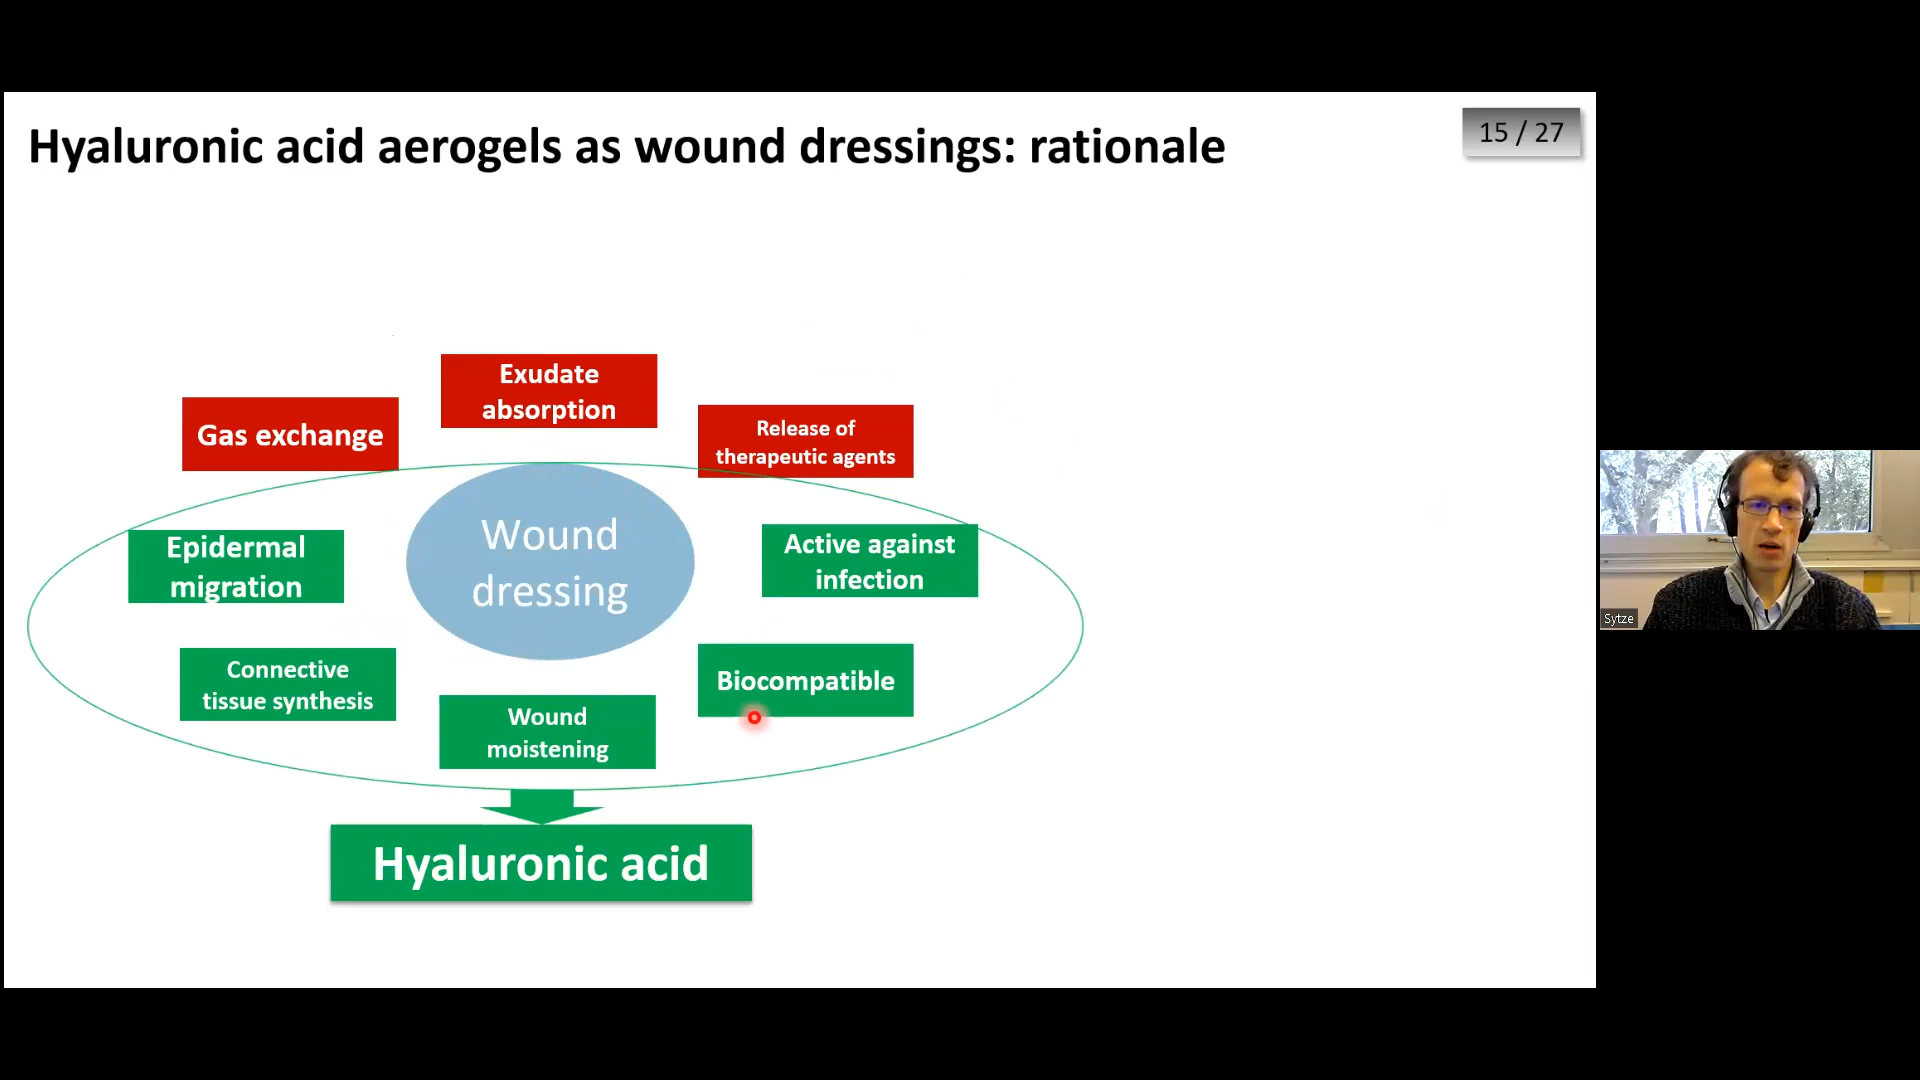 Hyaluronic acid aerogels as wound dressings: rationale
15 / 27
Exudate
absorption
Gas exchange
Release of
therapeutic agents
Wound
dressing
Epidermal
migration
Active against
infection
Connective
tissue synthesis
Biocompatible
Wound
moistening
Hyaluronic acid
Sytze